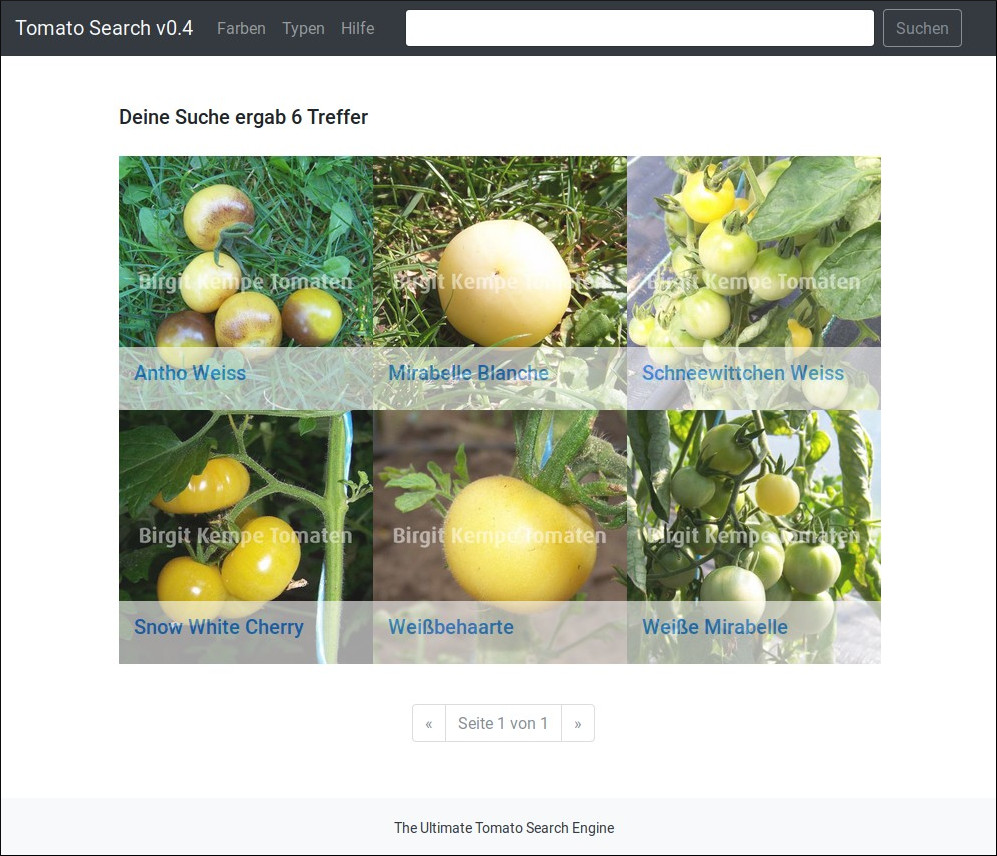 Tomato Search v0.4 Farben Typen Hilfe Suchen
Deine Suche ergab 6 Treffer
Birgit Kempe Tomaten Birgit Kempe Tomaten Birgit Kempe Tomaten
Antho Weiss Mirabelle Blanche Schneewittchen Weiss
Birgit Kempe Tomaten Birgit Kempe Tomaten Birgit Kempe Tomaten
Snow White Cherry Weißbehaarte Weiße Mirabelle
« Seite 1 von 1 »
The Ultimate Tomato Search Engine